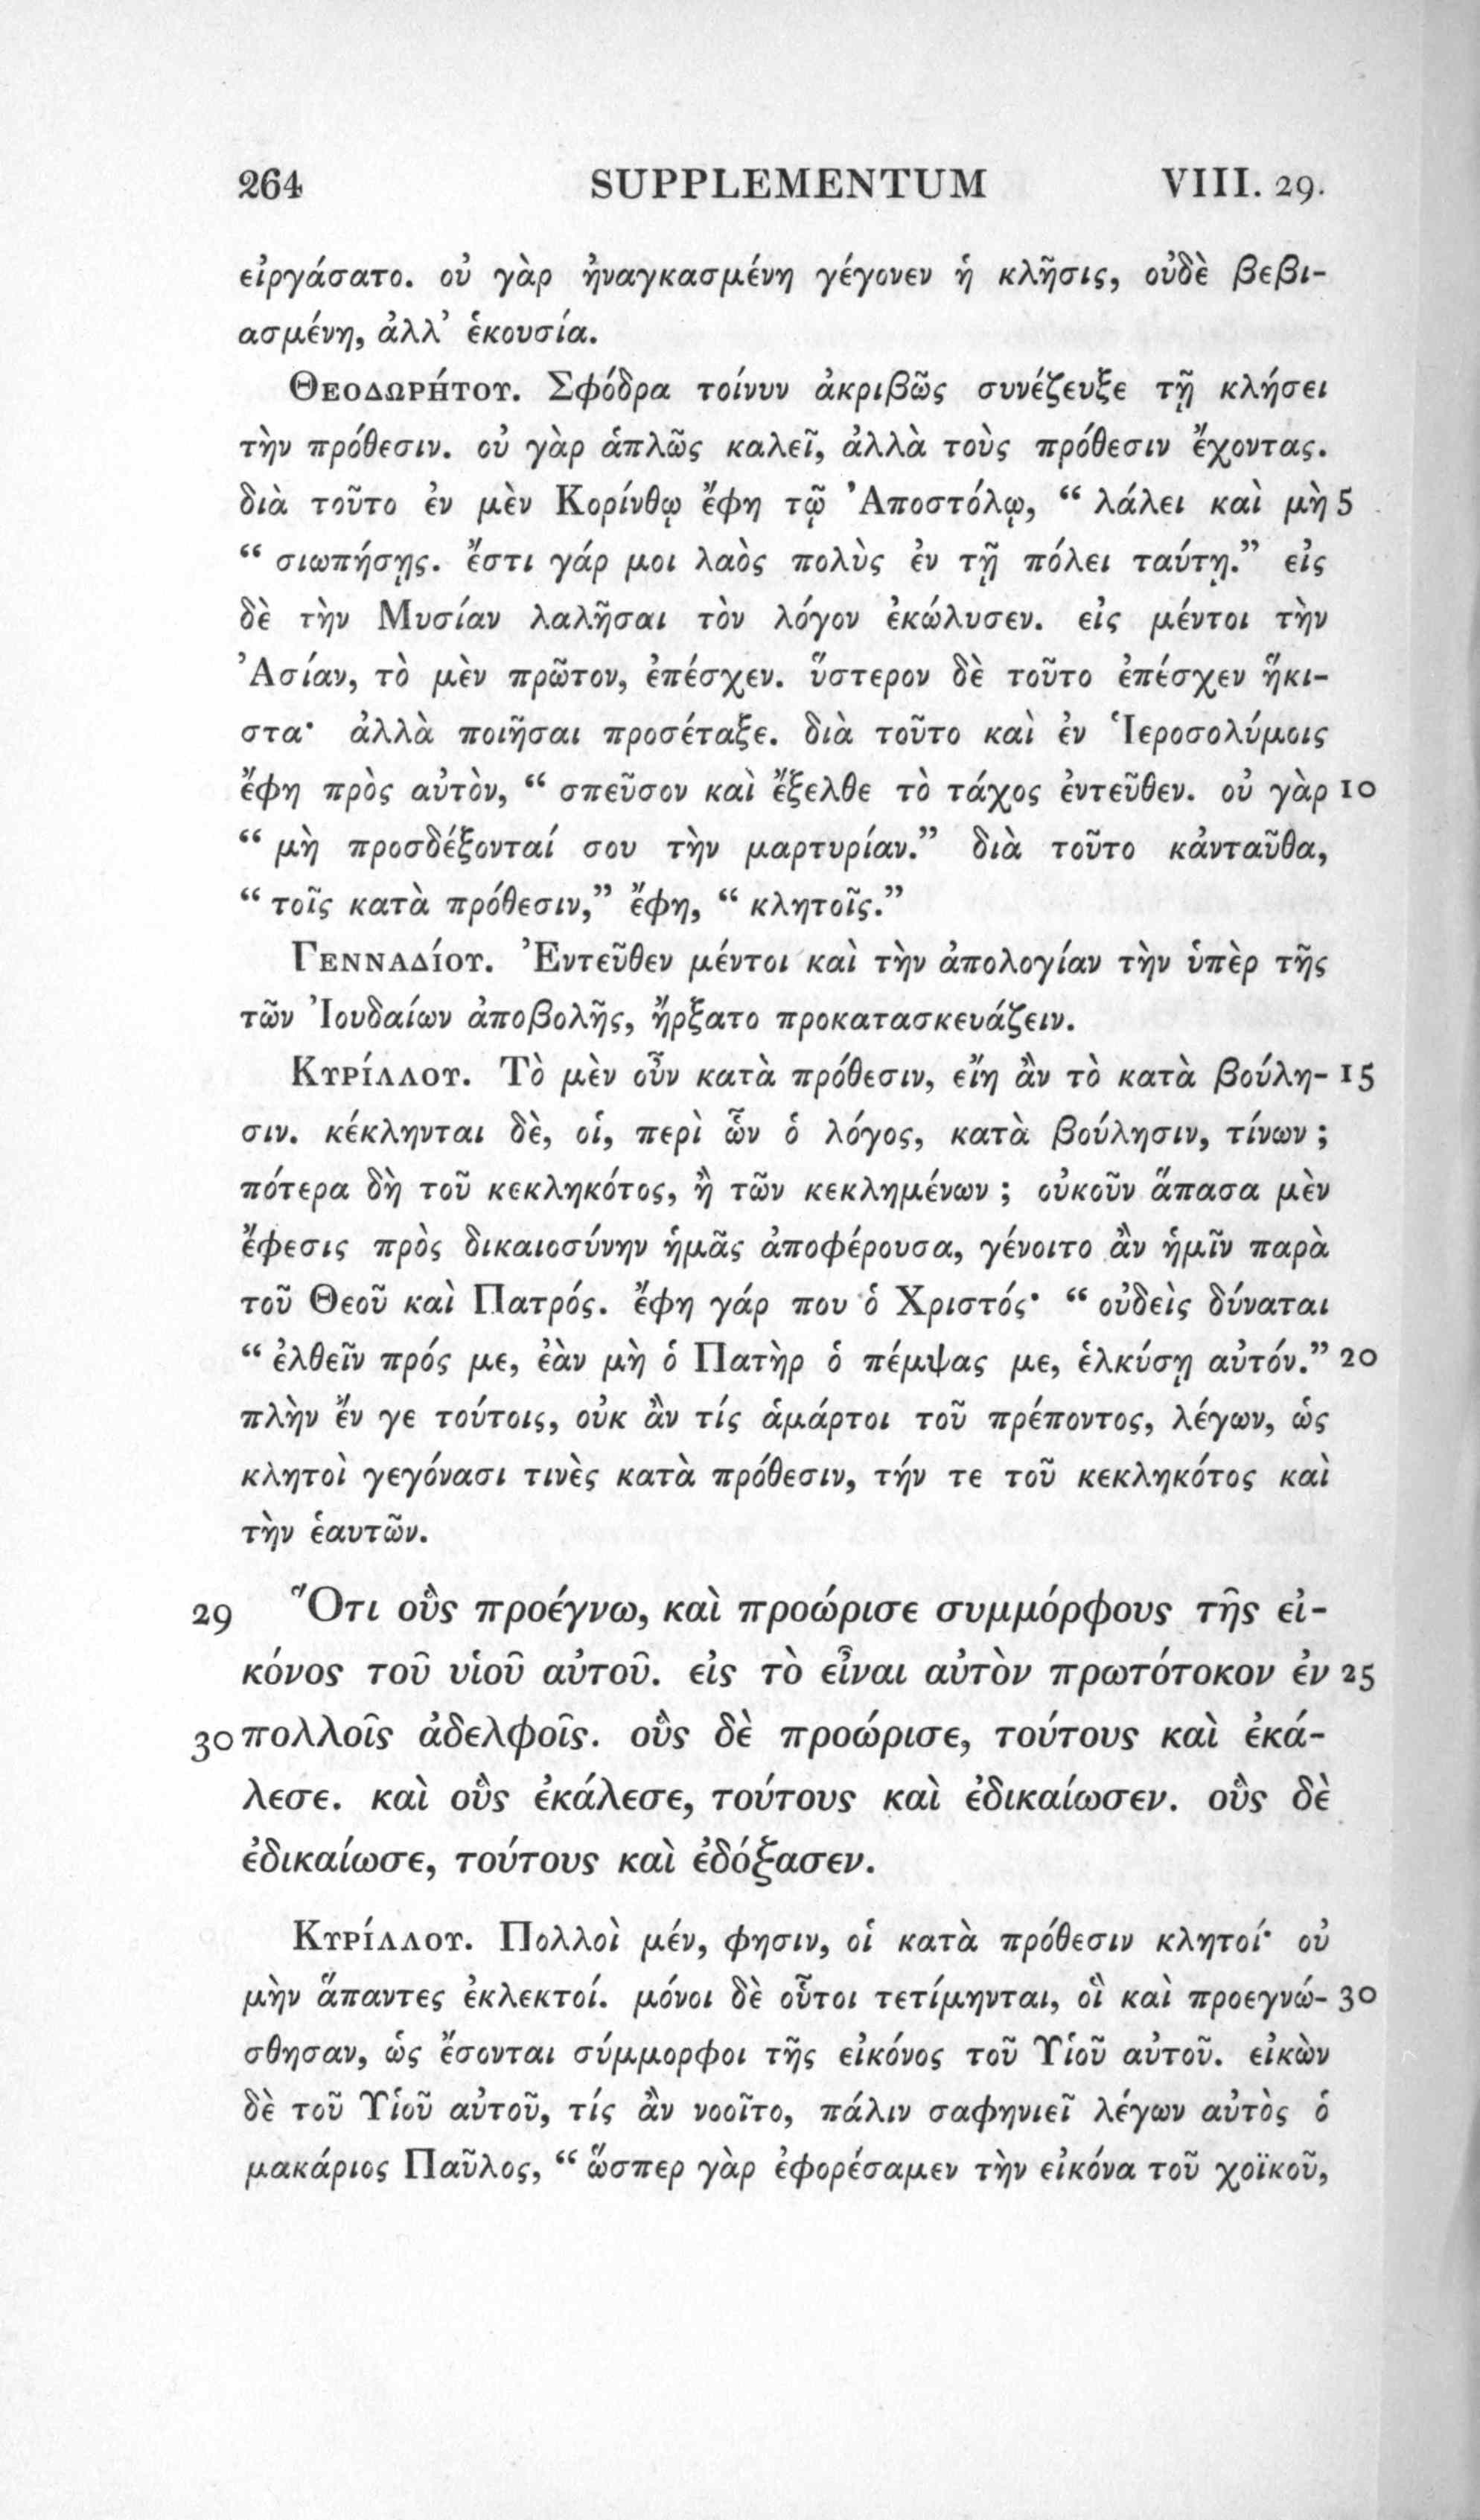 264 SUPPLEMENTUM VIII. 29.
εἰργάσατο. οὐ γὰρ ἠναγκασμένη γέγονεν ἡ κλῆσις, οὐδὲ βεβι-
ασμένη, ἀλλ’ ἑκουσία.
Θεοδωρήτου. Σφόδρα τοίνυν ἀκριβῶς συνέζευξε τῇ κλήσει
τὴν πρόθεσιν. οὐ γὰρ ἁπλῶς καλεῖ, ἀλλὰ τοὺς πρόθεσιν ἔχοντας.
διὰ τοῦτο ἐν μὲν Κορίνθῳ ἔφη τῷ Ἀποστόλῳ, “ λάλει καὶ μὴ 5
“ σιωπήσῃς. ἔστι γάρ μοι λαὸς πολὺς ἐν τῇ πόλει ταύτῃ.” εἰς
δὲ τὴν Μυσίαν λαλῆσαι τὸν λόγον ἐκώλυσεν. εἰς μέντοι τὴν
Ἀσίαν, τὸ μὲν πρῶτον, ἐπέσχεν. ὕστερον δὲ τοῦτο ἐπέσχεν ἥκι-
στα· ἀλλὰ ποιῆσαι προσέταξε. διὰ τοῦτο καὶ ἐν Ἱεροσολύμοις
ἔφη πρὸς αὐτὸν, “ σπεῦσον καὶ ἔξελθε τὸ τάχος ἐντεῦθεν. οὐ γὰρ 10
“ μὴ προσδέξονταί σου τὴν μαρτυρίαν.” διὰ τοῦτο κἀνταῦθα,
“ τοῖς κατὰ πρόθεσιν,” ἔφη, “ κλητοῖς.”
Γενναδίου. Ἐντεῦθεν μέντοι καὶ τὴν ἀπολογίαν τὴν ὑπὲρ τῆς
τῶν Ἰουδαίων ἀποβολῆς, ἤρξατο προκατασκευάζειν.
Κυρίλλου. Τὸ μὲν οὖν κατὰ πρόθεσιν, εἴη ἂν τὸ κατὰ βούλη- 15
σιν. κέκληνται δὲ, οἱ, περὶ ὧν ὁ λόγος, κατὰ βούλησιν, τίνων ;
πότερα δὴ τοῦ κεκληκότος, ἢ τῶν κεκλημένων ; οὐκοῦν ἅπασα μὲν
ἔφεσις πρὸς δικαιοσύνην ἡμᾶς ἀποφέρουσα, γένοιτο ἂν ἡμῖν παρὰ
τοῦ Θεοῦ καὶ Πατρός. ἔφη γάρ που ὁ Χριστός· “ οὐδεὶς δύναται
“ ἐλθεῖν πρός με, ἐὰν μὴ ὁ Πατὴρ ὁ πέμψας με, ἑλκύσῃ αὐτόν.” 20
πλὴν ἔν γε τούτοις, οὐκ ἂν τίς ἁμάρτοι τοῦ πρέποντος, λέγων, ὡς
κλητοὶ γεγόνασι τινὲς κατὰ πρόθεσιν, τήν τε τοῦ κεκληκότος καὶ
τὴν ἑαυτῶν.
29 Ὅτι οὓς προέγνω, καὶ προώρισε συμμόρφους τῆς εἰ-
κόνος τοῦ υἱοῦ αὐτοῦ. εἰς τὸ εἶναι αὐτὸν πρωτότοκον ἐν 25
30 πολλοῖς ἀδελφοῖς. οὓς δὲ προώρισε, τούτους καὶ ἐκά-
λεσε. καὶ οὓς ἐκάλεσε, τούτους καὶ ἐδικαίωσεν. οὓς δὲ
ἐδικαίωσε, τούτους καὶ ἐδόξασεν.
Κυρίλλου. Πολλοὶ μέν, φησιν, οἱ κατὰ πρόθεσιν κλητοί· οὐ
μὴν ἅπαντες ἐκλεκτοί. μόνοι δὲ οὗτοι τετίμηνται, οἳ καὶ προεγνώ- 30
σθησαν, ὡς ἔσονται σύμμορφοι τῆς εἰκόνος τοῦ Υἱοῦ αὐτοῦ. εἰκὼν
δὲ τοῦ Υἱοῦ αὐτοῦ, τίς ἂν νοοῖτο, πάλιν σαφηνιεῖ λέγων αὐτὸς ὁ
μακάριος Παῦλος, “ ὥσπερ γὰρ ἐφορέσαμεν τὴν εἰκόνα τοῦ χοϊκοῦ,